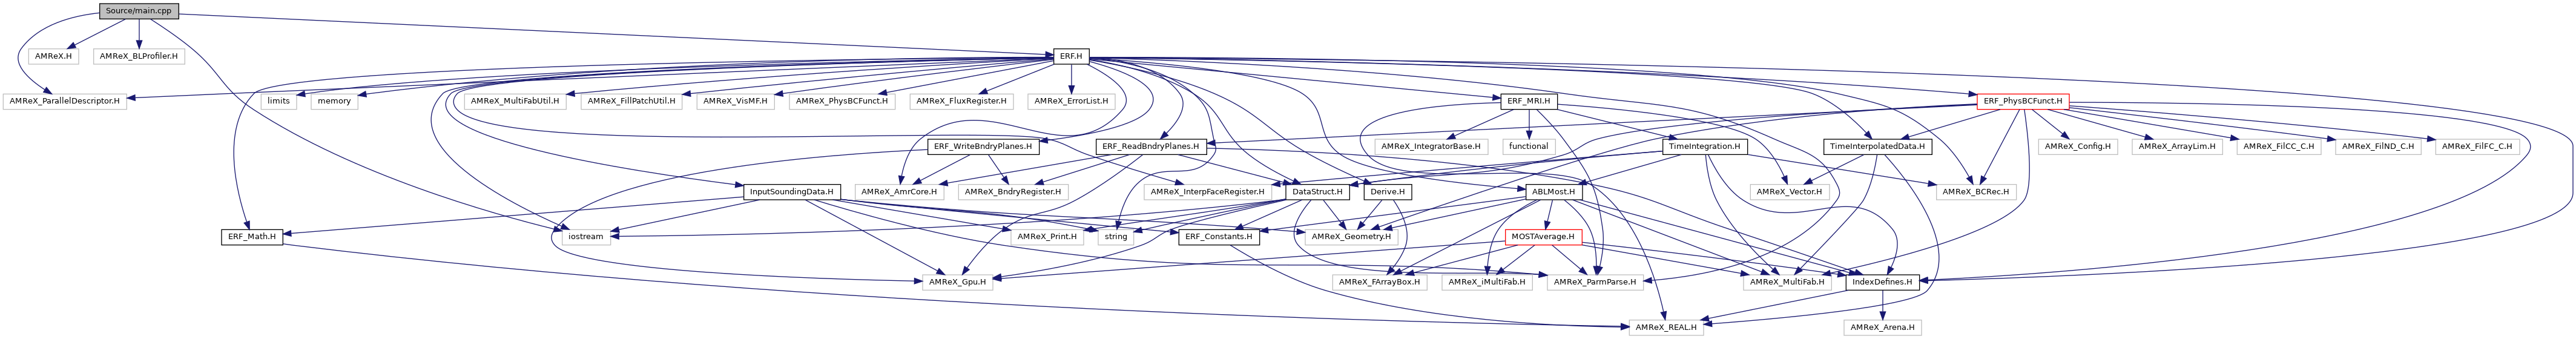 Source/main.cpp
AMReX.H
AMReX_BLProfiler.H
ERF.H
AMReX_ParallelDescriptor.H
limits
memory
AMReX_MultiFabUtil.H
AMReX_FillPatchUtil.H
AMReX_VisMF.H
AMReX_PhysBCFunct.H
AMReX_FluxRegister.H
AMReX_ErrorList.H
ERF_MRI.H
ERF_PhysBCFunct.H
ERF_WriteBndryPlanes.H
ERF_ReadBndryPlanes.H
AMReX_IntegratorBase.H
functional
TimeIntegration.H
TimeInterpolatedData.H
AMReX_Config.H
AMReX_ArrayLim.H
AMReX_FilCC_C.H
AMReX_FilND_C.H
AMReX_FilFC_C.H
InputSoundingData.H
AMReX_AmrCore.H
AMReX_BndryRegister.H
AMReX_InterpFaceRegister.H
DataStruct.H
Derive.H
ABLMost.H
AMReX_Vector.H
AMReX_BCRec.H
ERF_Math.H
iostream
AMReX_Print.H
string
ERF_Constants.H
AMReX_Geometry.H
MOSTAverage.H
AMReX_Gpu.H
AMReX_FArrayBox.H
AMReX_iMultiFab.H
AMReX_ParmParse.H
AMReX_MultiFab.H
IndexDefines.H
AMReX_REAL.H
AMReX_Arena.H